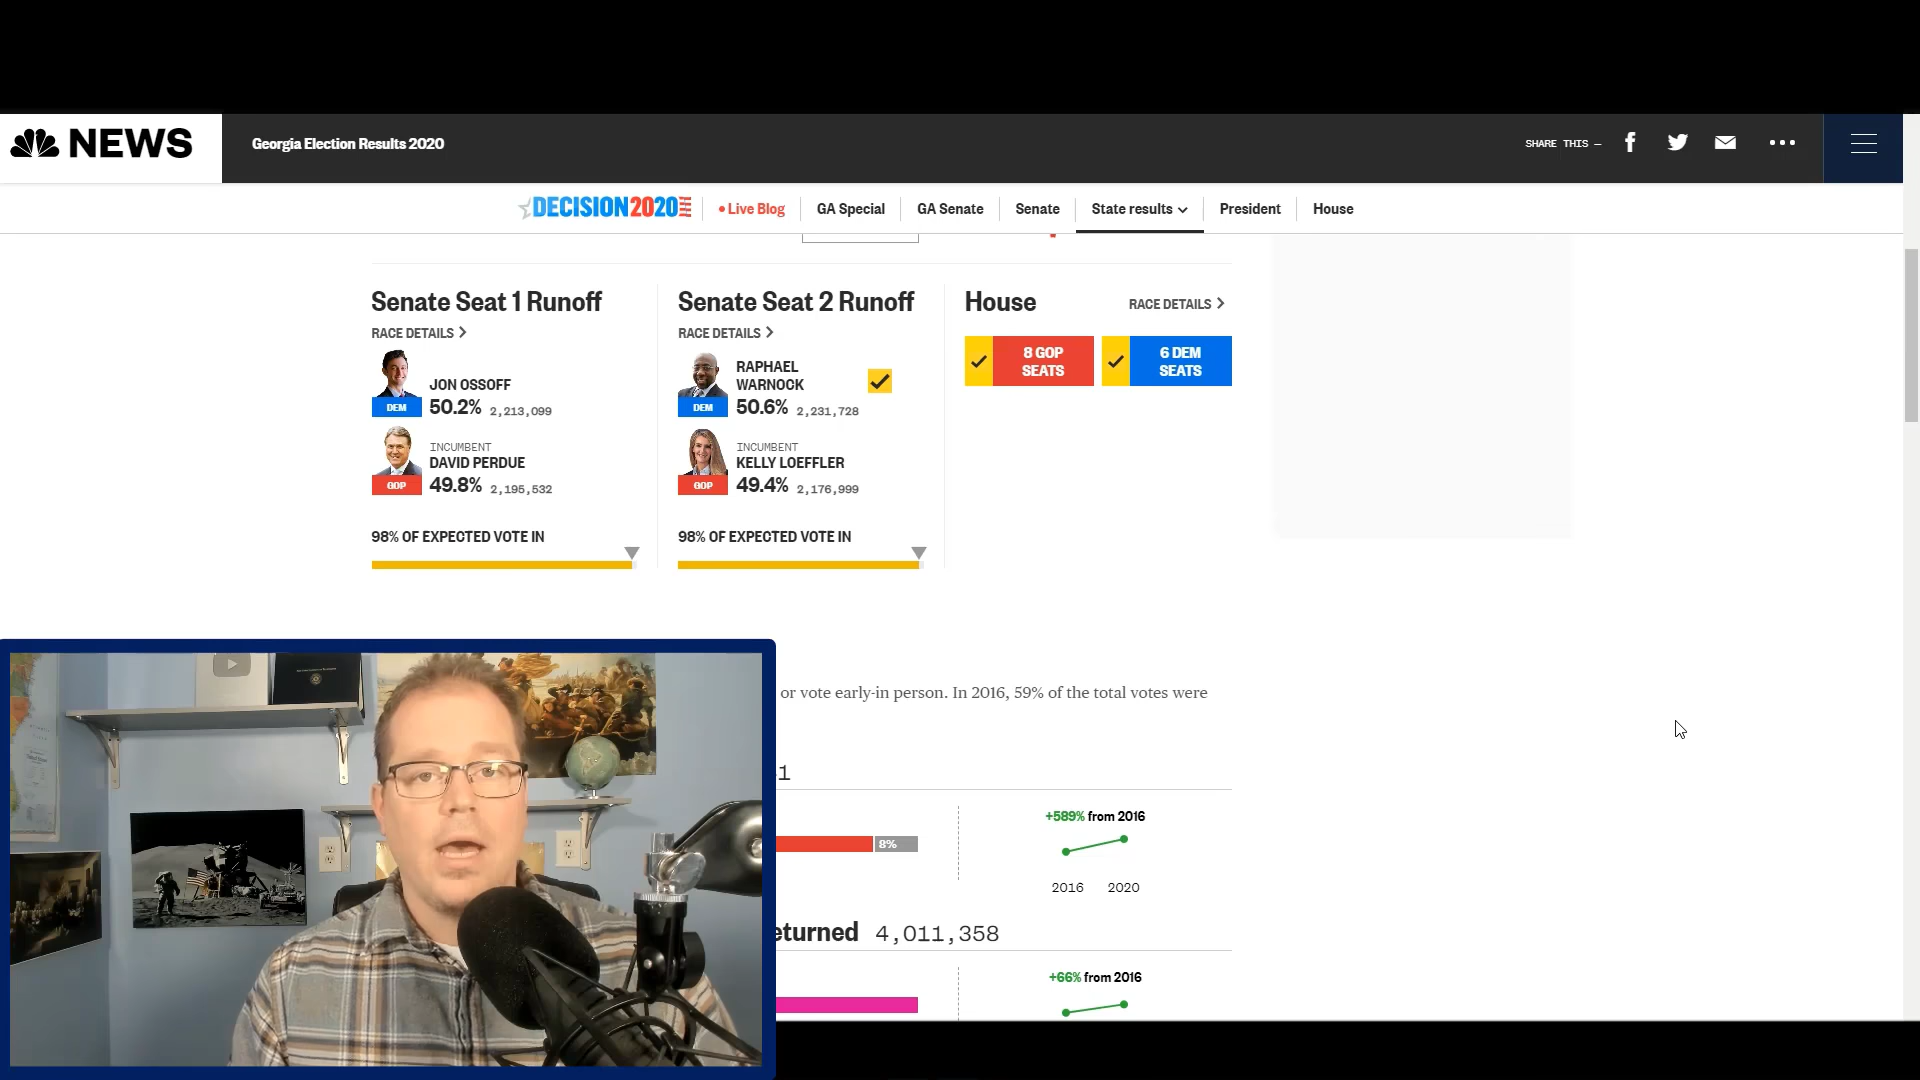 NEWS
Georgia Election Results 2020
SHARE THIS —
DECISION 2020
• Live Blog
GA Special
GA Senate
Senate
State results
President
House
Senate Seat 1 Runoff
RACE DETAILS
JON OSSOFF
DEM
50.2% 2,213,099
INCUMBENT
DAVID PERDUE
GOP
49.8% 2,195,532
98% OF EXPECTED VOTE IN
Senate Seat 2 Runoff
RACE DETAILS
RAPHAEL
WARNOCK
DEM
50.6% 2,231,728
INCUMBENT
KELLY LOEFFLER
GOP
49.4% 2,176,999
98% OF EXPECTED VOTE IN
House
RACE DETAILS
8 GOP
SEATS
6 DEM
SEATS
or vote early-in person. In 2016, 59% of the total votes were
1
8%
+589% from 2016
2016 2020
eturned 4,011,358
+66% from 2016